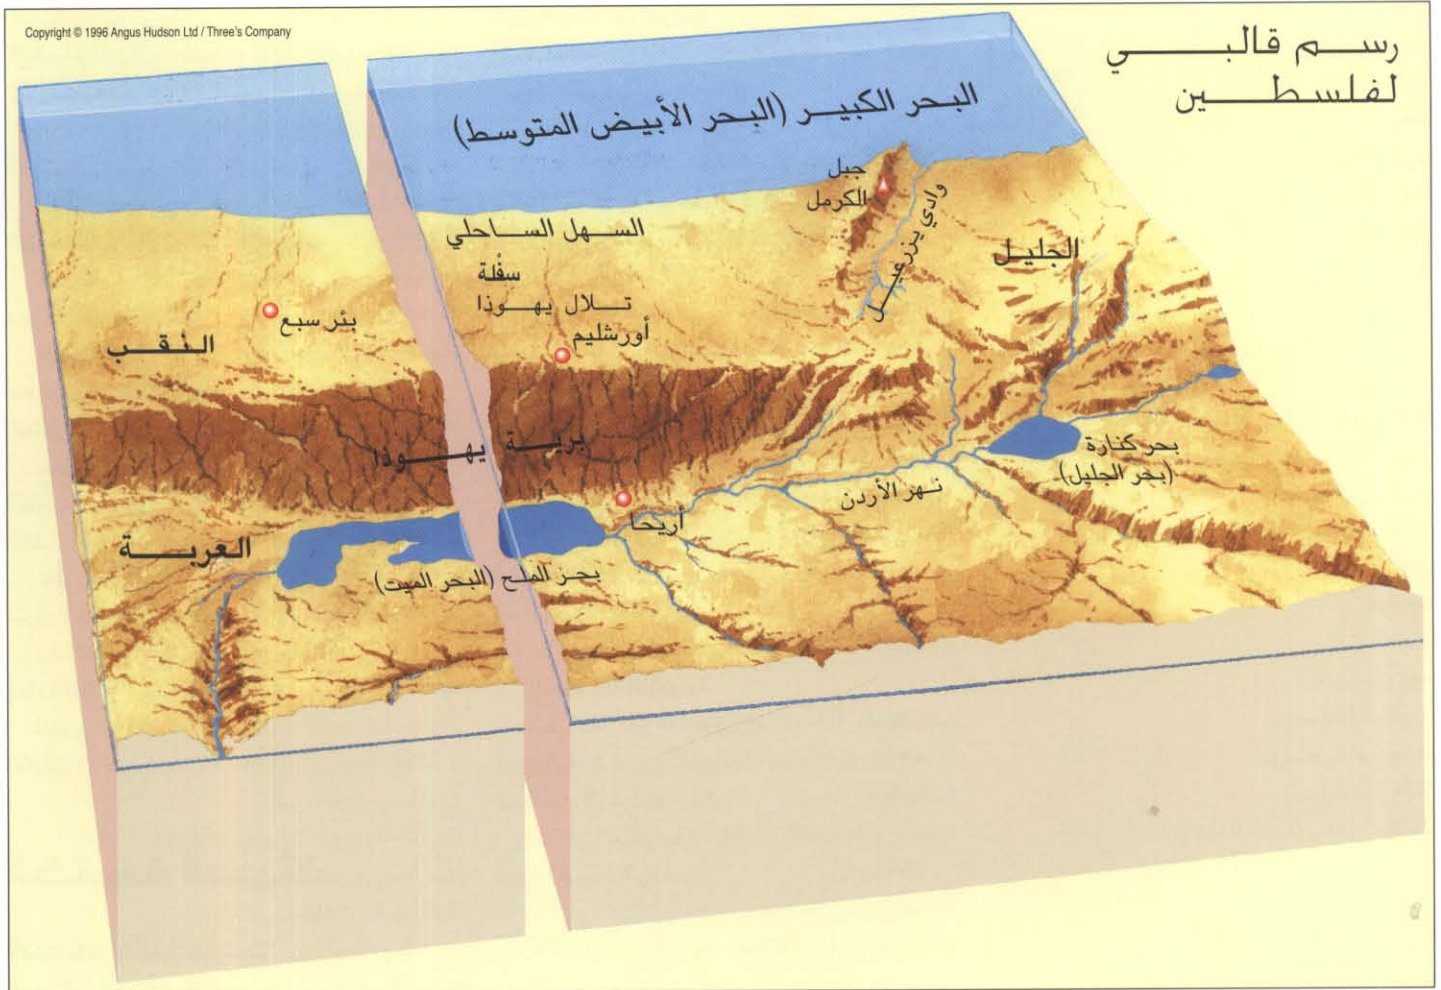 Copyright © 1996 Angus Hudson Ltd / Three's Company
رسم قالبي
لفلسطين
البحر الكبير (البحر الأبيض المتوسط)
جبل
الكرمل
وادي يزرعيل
الجليل
السهل الساحلي
سفْلة
تلال يهوذا
أورشليم
بئر سبع
النقب
برية يهوذا
بحر كنارة
(بحر الجليل)
نهر الأردن
أريحا
العربة
بحر الملح (البحر الميت)